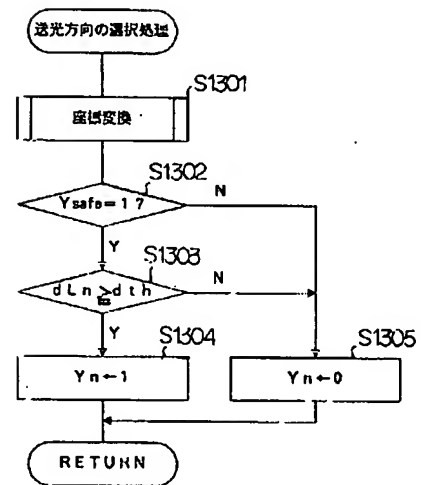 送光方向の選択処理
S1301
座標変換
S1302
Ysafe=1?
N
Y
S1303
dLn≧dth
N
Y
S1304
Yn←1
S1305
Yn←0
RETURN